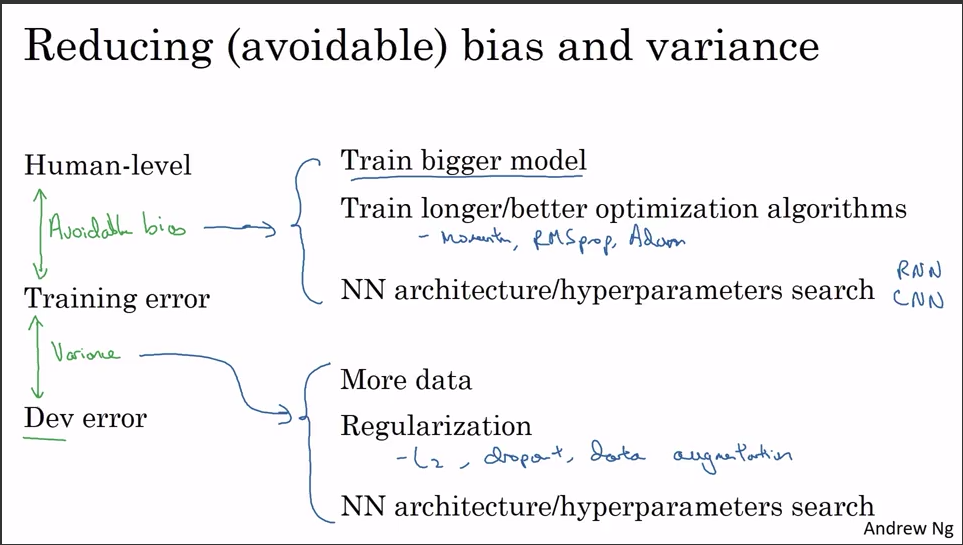 Reducing (avoidable) bias and variance
Human-level
Avoidable bias
Training error
Variance
Dev error
Train bigger model
Train longer/better optimization algorithms
- momentum, RMSprop, Adam
NN architecture/hyperparameters search
RNN
CNN
More data
Regularization
- L2, dropout, data augmentation
NN architecture/hyperparameters search
Andrew Ng